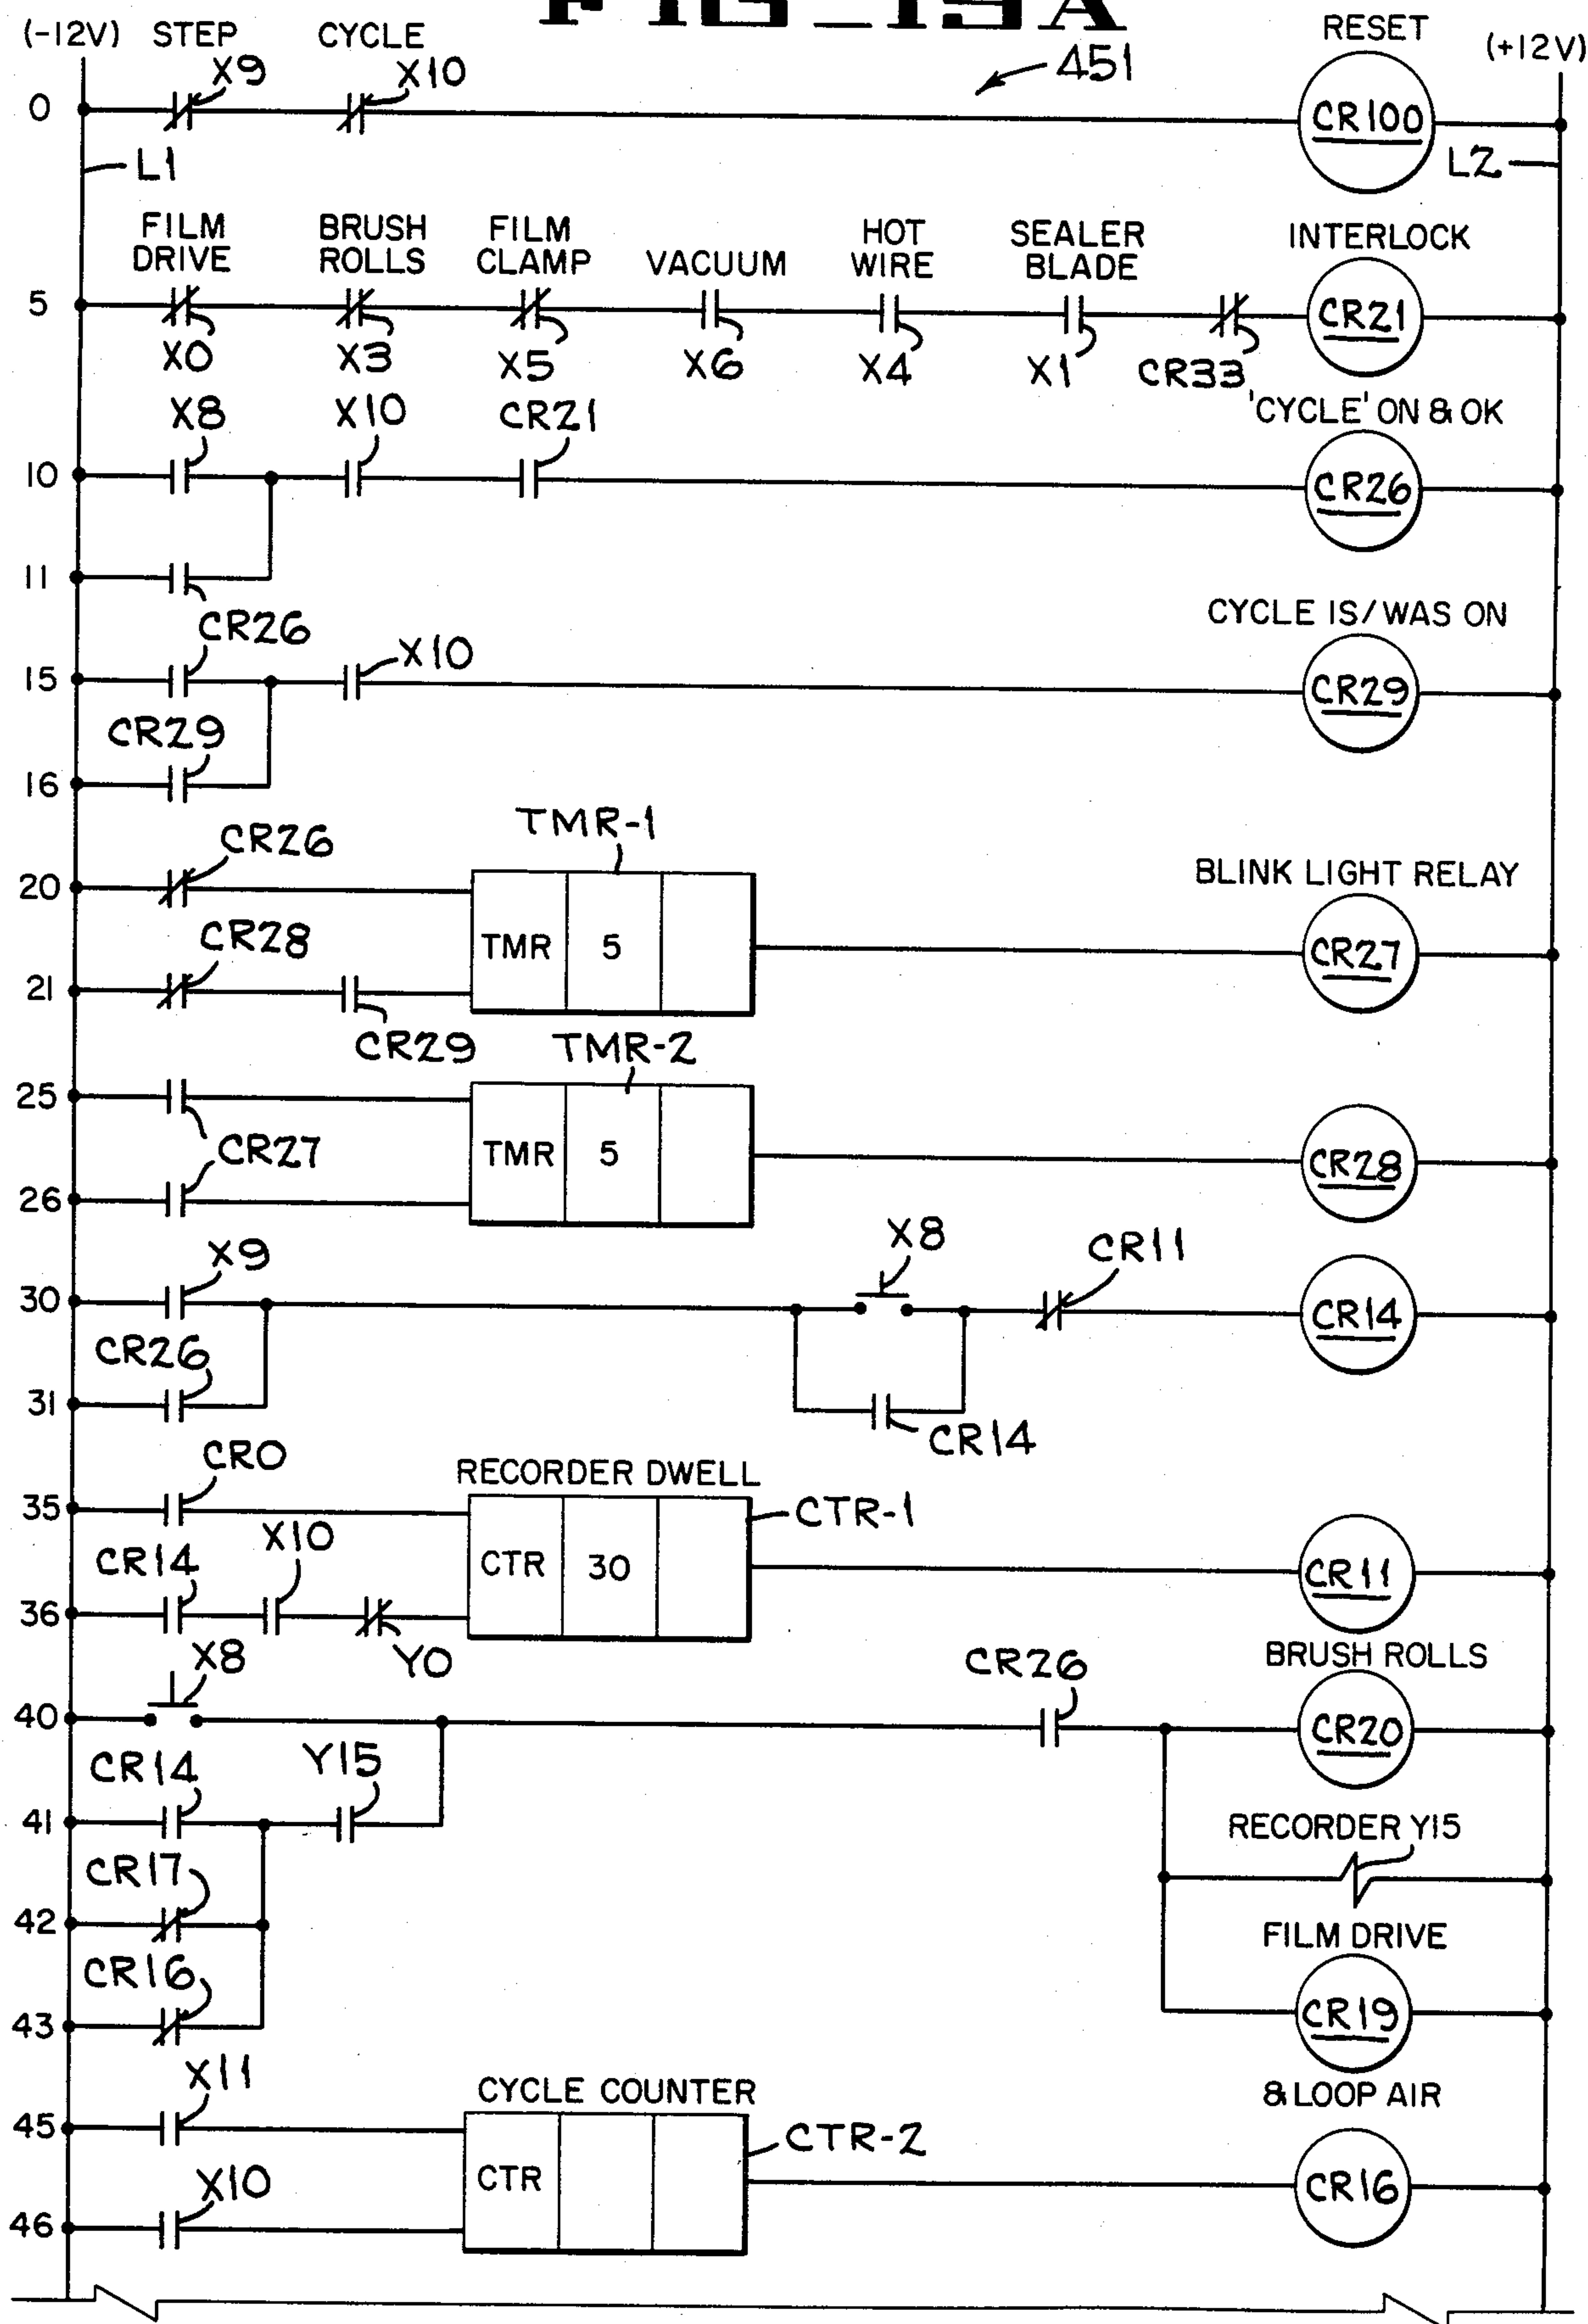 FIG_19A
(-12V) STEP CYCLE RESET (+12V)
X9 X10 451
0 CR100
L1 L2
FILM DRIVE BRUSH ROLLS FILM CLAMP VACUUM HOT WIRE SEALER BLADE INTERLOCK
5 CR21
X0 X3 X5 X6 X4 X1 CR33
X8 X10 CR21 'CYCLE' ON & OK
10 CR26
11
CR26 CYCLE IS/WAS ON
15 X10 CR29
CR29
16
CR26 TMR-1
20 BLINK LIGHT RELAY
CR28 TMR 5 CR27
21
CR29 TMR-2
25
CR27 TMR 5 CR28
26
X9 X8 CR11
30 CR14
CR26
31 CR14
CR0 RECORDER DWELL
35 CTR-1
CR14 X10 CTR 30 CR11
36
X8 Y0 CR26 BRUSH ROLLS
40 CR20
CR14 Y15
41 RECORDER Y15
CR17
42 FILM DRIVE
CR16
43 CR19
X11 CYCLE COUNTER & LOOP AIR
45 CTR-2
X10 CTR CR16
46